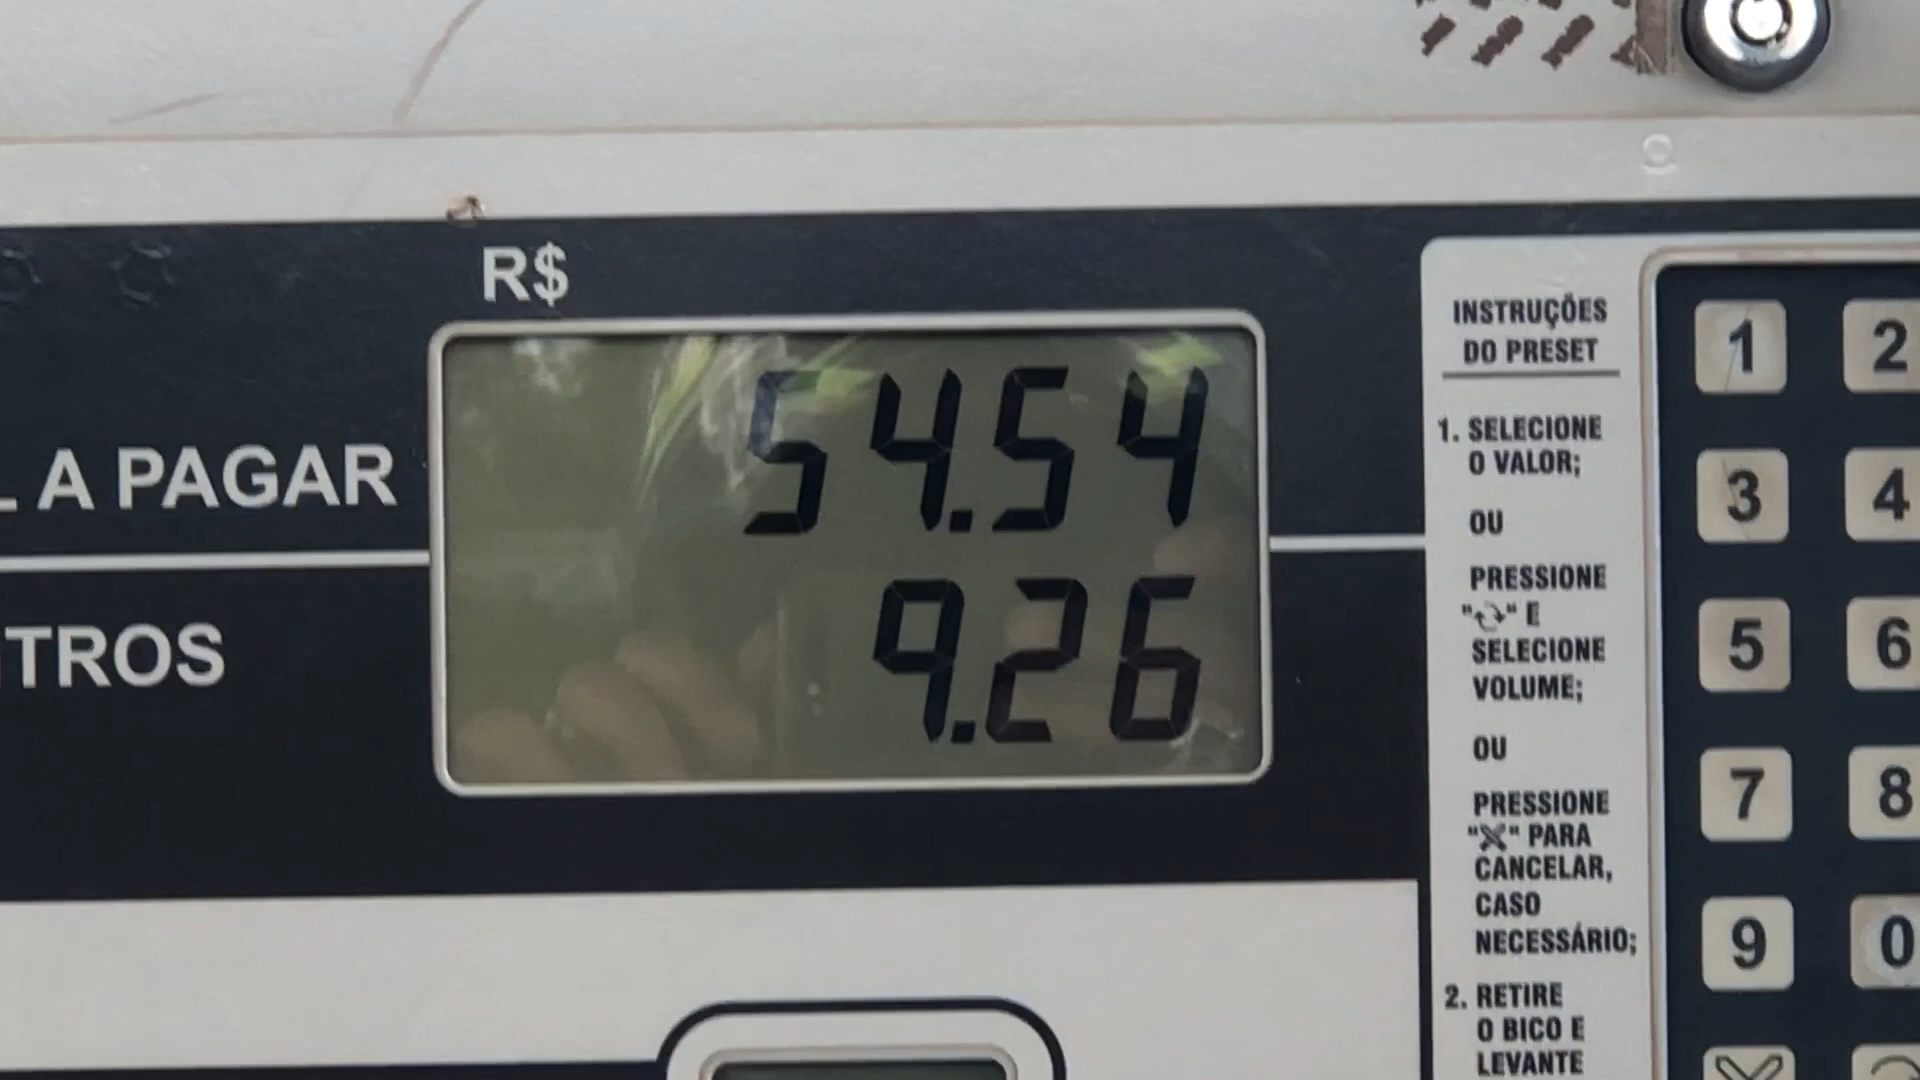 R$
L A PAGAR
54.54
ITROS
9.26
INSTRUÇÕES
DO PRESET
1. SELECIONE
O VALOR;
OU
PRESSIONE
"" E
SELECIONE
VOLUME;
OU
PRESSIONE
"X" PARA
CANCELAR,
CASO
NECESSÁRIO;
2. RETIRE
O BICO E
LEVANTE
1 2
3 4
5 6
7 8
9 0